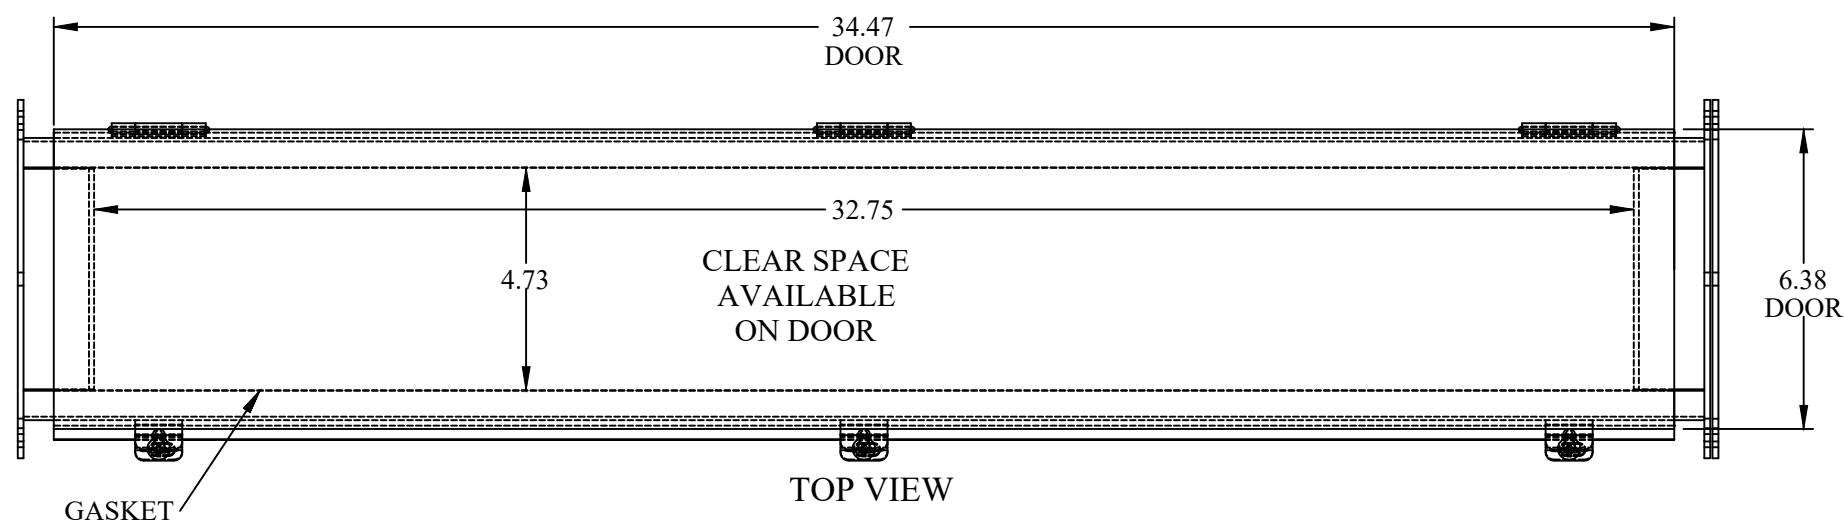 34.47
DOOR
32.75
CLEAR SPACE
AVAILABLE
ON DOOR
4.73
6.38
DOOR
TOP VIEW
GASKET